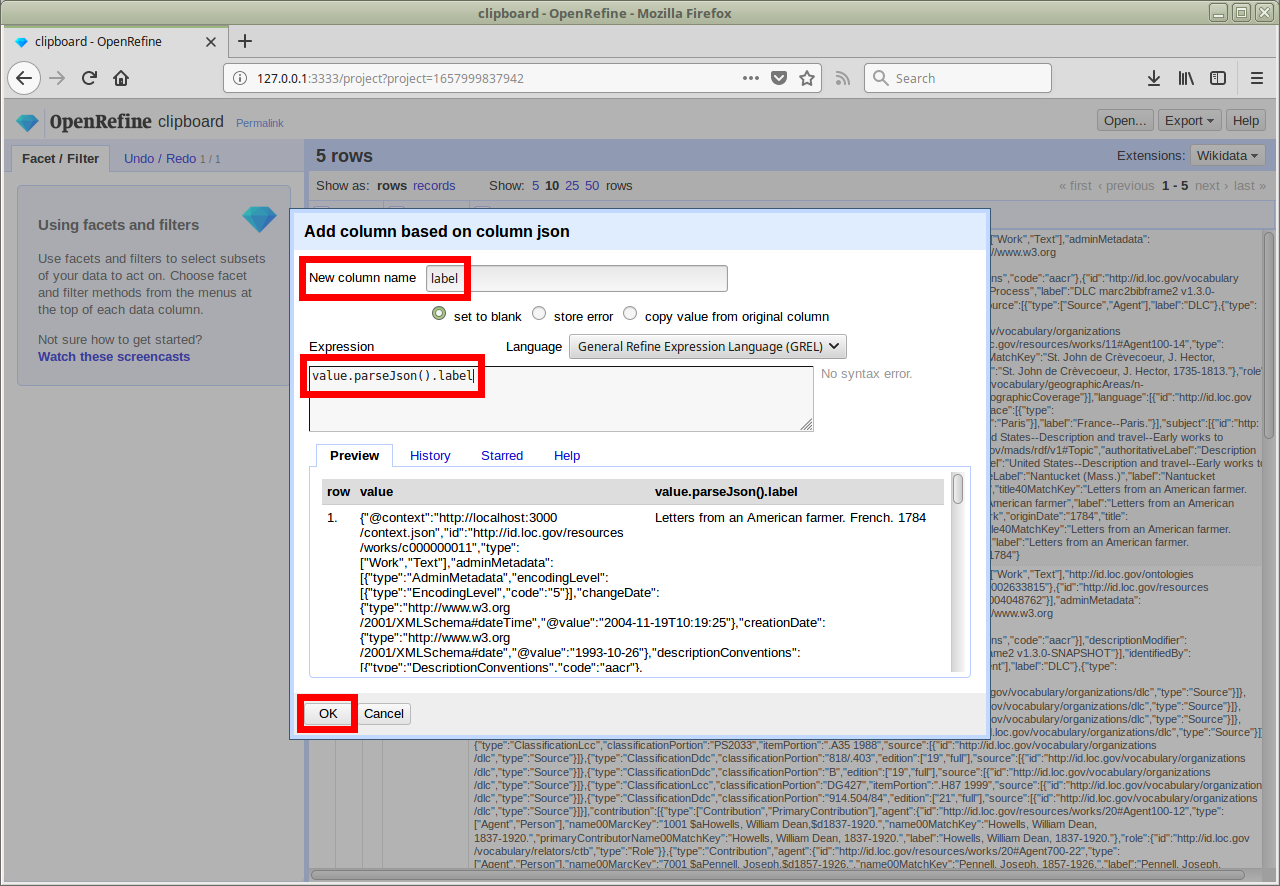 clipboard - OpenRefine - Mozilla Firefox
clipboard - OpenRefine
127.0.0.1:3333/project?project=1657999837942
Search
OpenRefine clipboard Permalink
Open... Export Help
Facet / Filter Undo / Redo 1 / 1
5 rows
Extensions: Wikidata
Show as: rows records Show: 5 10 25 50 rows
« first ‹ previous 1 - 5 next › last »
Using facets and filters
Use facets and filters to select subsets
of your data to act on. Choose facet
and filter methods from the menus at
the top of each data column.
Not sure how to get started?
Watch these screencasts
Add column based on column json
New column name label
set to blank store error copy value from original column
Expression Language General Refine Expression Language (GREL)
value.parseJson().label
No syntax error.
Preview History Starred Help
row value value.parseJson().label
1. {"@context":"http://localhost:3000 Letters from an American farmer. French. 1784
/context.json","id":"http://id.loc.gov/resources
/works/c000000011","type":
["Work","Text"],"adminMetadata":
[{"type":"AdminMetadata","encodingLevel":
[{"type":"EncodingLevel","code":"5"}],"changeDate":
{"type":"http://www.w3.org
/2001/XMLSchema#dateTime","@value":"2004-11-19T10:19:25"},"creationDate":
{"type":"http://www.w3.org
/2001/XMLSchema#date","@value":"1993-10-26"},"descriptionConventions":
[{"type":"DescriptionConventions","code":"aacr"},
OK Cancel
["Work","Text"],"adminMetadata":
//www.w3.org
ns","code":"aacr"},{"id":"http://id.loc.gov/vocabulary
Process","label":"DLC marc2bibframe2 v1.3.0-
source":[{"type":["Source","Agent"],"label":"DLC"},{"type":
v/vocabulary/organizations
oc.gov/resources/works/11#Agent100-14","type":
MatchKey":"St. John de Crèvecoeur, J. Hector,
":"St. John de Crèvecoeur, J. Hector, 1735-1813."},"role"
vocabulary/geographicAreas/n-
ographicCoverage"}],"language":[{"id":"http://id.loc.gov
ace":[{"type":
:"Paris"}],"label":"France--Paris."}],"subject":[{"id":"http:
d States--Description and travel--Early works to
ov/mads/rdf/v1#Topic","authoritativeLabel":"Description
el":"United States--Description and travel--Early works to
eLabel":"Nantucket (Mass.)","label":"Nantucket
","title40MatchKey":"Letters from an American farmer.
American farmer","label":"Letters from an American
rk","originDate":"1784","title":
le40MatchKey":"Letters from an American farmer.
,"label":"Letters from an American farmer.
1784"}
["Work","Text"],"http://id.loc.gov/ontologies
002633815"},{"id":"http://id.loc.gov/resources
004048762"}],"adminMetadata":
//www.w3.org
ns","code":"aacr"}],"descriptionModifier":
ame2 v1.3.0-SNAPSHOT"}],"identifiedBy":
ent"],"label":"DLC"},{"type":
gov/vocabulary/organizations/dlc","type":"Source"}]},
oc.gov/vocabulary/organizations/dlc","type":"Source"}]},
oc.gov/vocabulary/organizations/dlc","type":"Source"}]},
d.loc.gov/vocabulary/organizations/dlc","type":"Source"}]}
{"type":"ClassificationLcc","classificationPortion":"PS2033","itemPortion":".A35 1988","source":[{"id":"http://id.loc.gov/vocabulary/organizations
/dlc","type":"Source"}]},{"type":"ClassificationDdc","classificationPortion":"818/.403","edition":["19","full"],"source":[{"id":"http://id.loc.gov/vocabulary/organizations
/dlc","type":"Source"}]},{"type":"ClassificationDdc","classificationPortion":"B","edition":["19","full"],"source":[{"id":"http://id.loc.gov/vocabulary/organizations
/dlc","type":"Source"}]},{"type":"ClassificationLcc","classificationPortion":"DG427","itemPortion":".H87 1999","source":[{"id":"http://id.loc.gov/vocabulary/organizations
/dlc","type":"Source"}]},{"type":"ClassificationDdc","classificationPortion":"914.504/84","edition":["21","full"],"source":[{"id":"http://id.loc.gov/vocabulary/organizations
/dlc","type":"Source"}]}],"contribution":[{"type":["Contribution","PrimaryContribution"],"agent":{"id":"http://id.loc.gov/resources/works/20#Agent100-12","type":
["Agent","Person"],"name00MarcKey":"1001 $aHowells, William Dean,$d1837-1920.","name00MatchKey":"Howells, William Dean,
1837-1920.","primaryContributorName00MatchKey":"Howells, William Dean, 1837-1920.","label":"Howells, William Dean, 1837-1920."},"role":{"id":"http://id.loc.gov
/vocabulary/relators/ctb","type":"Role"}},{"type":"Contribution","agent":{"id":"http://id.loc.gov/resources/works/20#Agent700-22","type":
["Agent","Person"],"name00MarcKey":"7001 $aPennell, Joseph,$d1857-1926.","name00MatchKey":"Pennell, Joseph, 1857-1926.","label":"Pennell, Joseph,